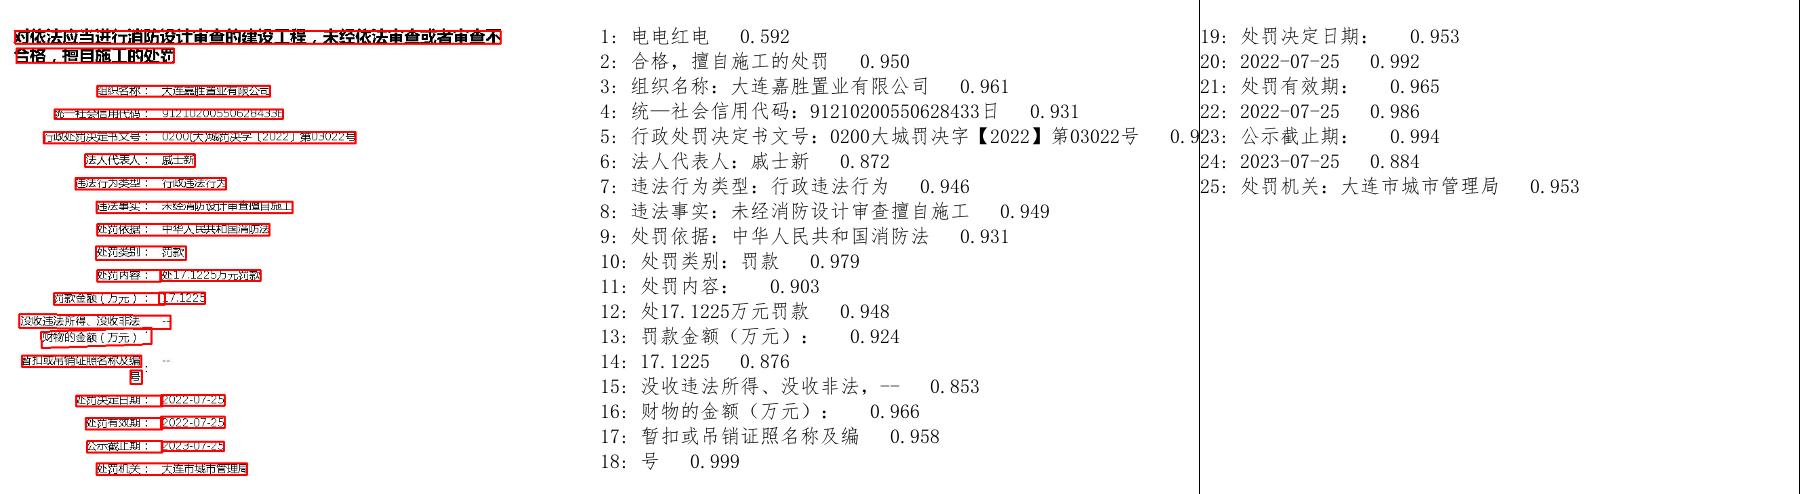 对依法应当进行消防设计审查的建设工程，未经依法审查或者审查不
合格，擅自施工的处罚
组织名称： 大连嘉胜置业有限公司
统一社会信用代码： 91210200550628433B
行政处罚决定书文号： 0200大城罚决字〔2022〕第03022号
法人代表人： 戚士新
违法行为类型： 行政违法行为
违法事实： 未经消防设计审查擅自施工
处罚依据： 中华人民共和国消防法
处罚类别： 罚款
处罚内容： 处17.1225万元罚款
罚款金额（万元）： 17.1225
没收违法所得、没收非法 --
财物的金额（万元）：
暂扣或吊销证照名称及编 --
号：
处罚决定日期： 2022-07-25
处罚有效期： 2022-07-25
公示截止期： 2023-07-25
处罚机关： 大连市城市管理局
1: 电电红电 0.592
2: 合格，擅自施工的处罚 0.950
3: 组织名称：大连嘉胜置业有限公司 0.961
4: 统一社会信用代码：91210200550628433日 0.931
5: 行政处罚决定书文号：0200大城罚决字【2022】第03022号 0.9
6: 法人代表人：戚士新 0.872
7: 违法行为类型：行政违法行为 0.946
8: 违法事实：未经消防设计审查擅自施工 0.949
9: 处罚依据：中华人民共和国消防法 0.931
10: 处罚类别：罚款 0.979
11: 处罚内容： 0.903
12: 处17.1225万元罚款 0.948
13: 罚款金额（万元）： 0.924
14: 17.1225 0.876
15: 没收违法所得、没收非法，-- 0.853
16: 财物的金额（万元）： 0.966
17: 暂扣或吊销证照名称及编 0.958
18: 号 0.999
19: 处罚决定日期： 0.953
20: 2022-07-25 0.992
21: 处罚有效期： 0.965
22: 2022-07-25 0.986
23: 公示截止期： 0.994
24: 2023-07-25 0.884
25: 处罚机关：大连市城市管理局 0.953